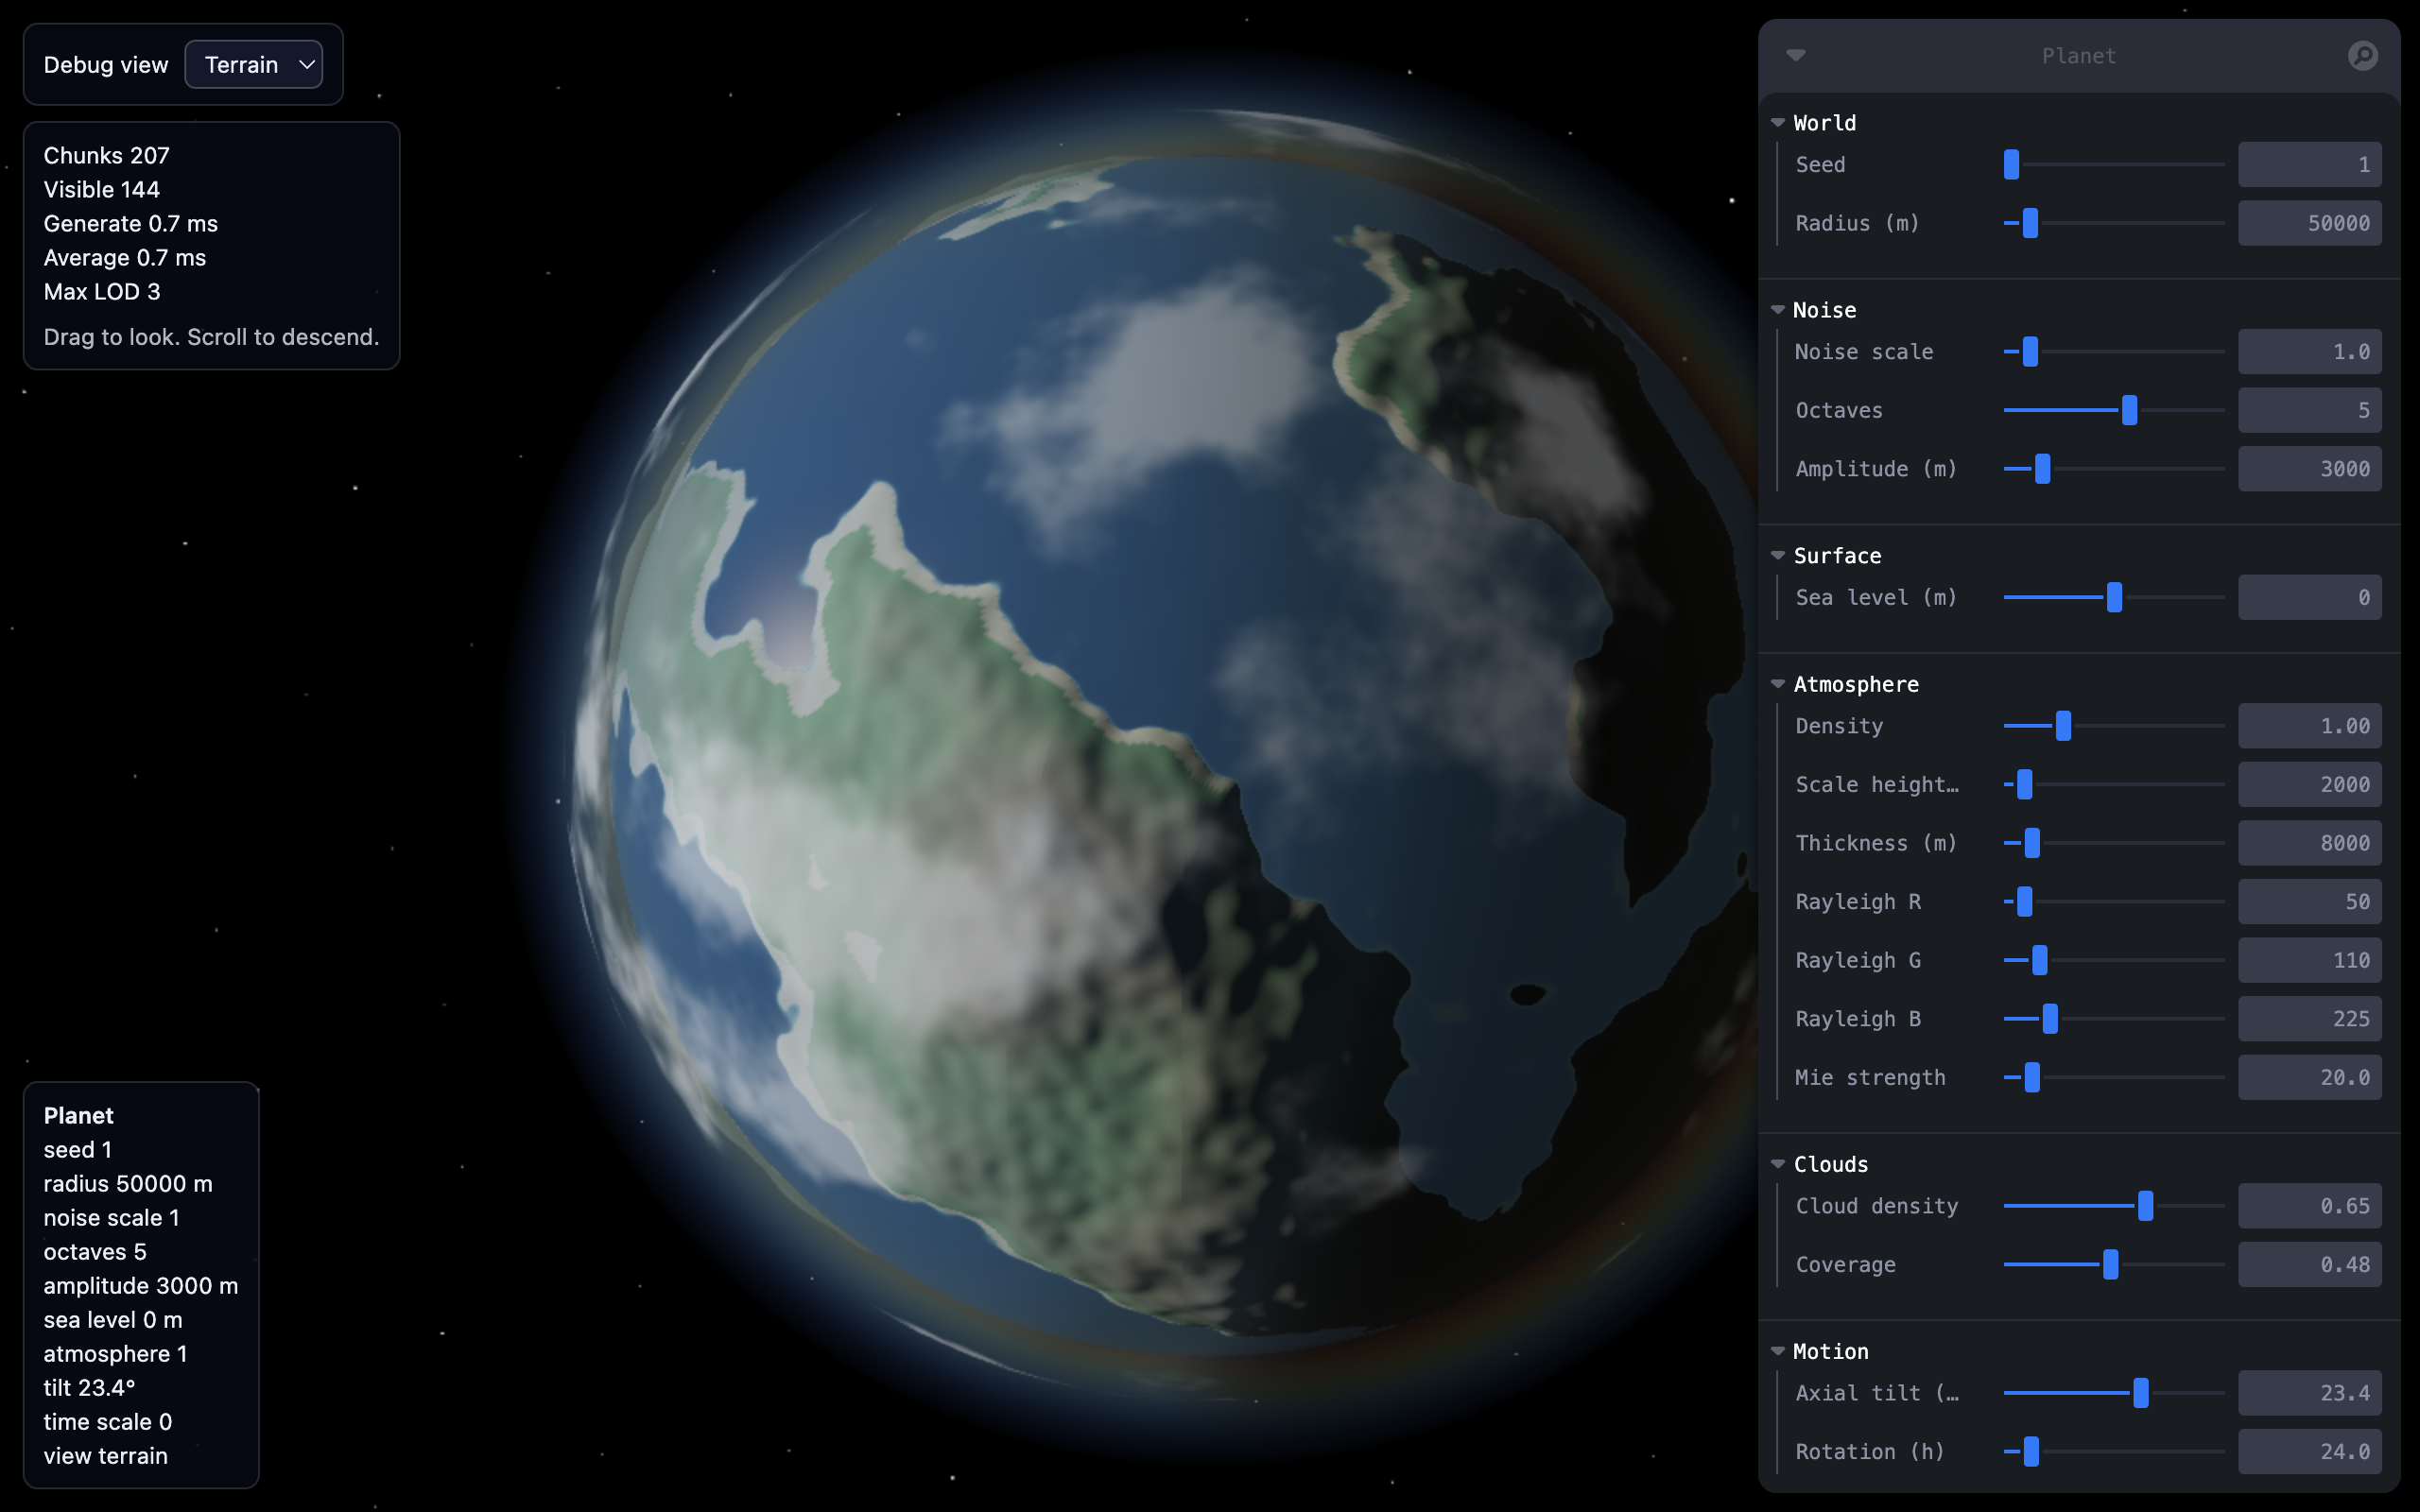 Debug view Terrain
Chunks 207
Visible 144
Generate 0.7 ms
Average 0.7 ms
Max LOD 3
Drag to look. Scroll to descend.
Planet
seed 1
radius 50000 m
noise scale 1
octaves 5
amplitude 3000 m
sea level 0 m
atmosphere 1
tilt 23.4°
time scale 0
view terrain
Planet
World
Seed 1
Radius (m) 50000
Noise
Noise scale 1.0
Octaves 5
Amplitude (m) 3000
Surface
Sea level (m) 0
Atmosphere
Density 1.00
Scale height… 2000
Thickness (m) 8000
Rayleigh R 50
Rayleigh G 110
Rayleigh B 225
Mie strength 20.0
Clouds
Cloud density 0.65
Coverage 0.48
Motion
Axial tilt (… 23.4
Rotation (h) 24.0